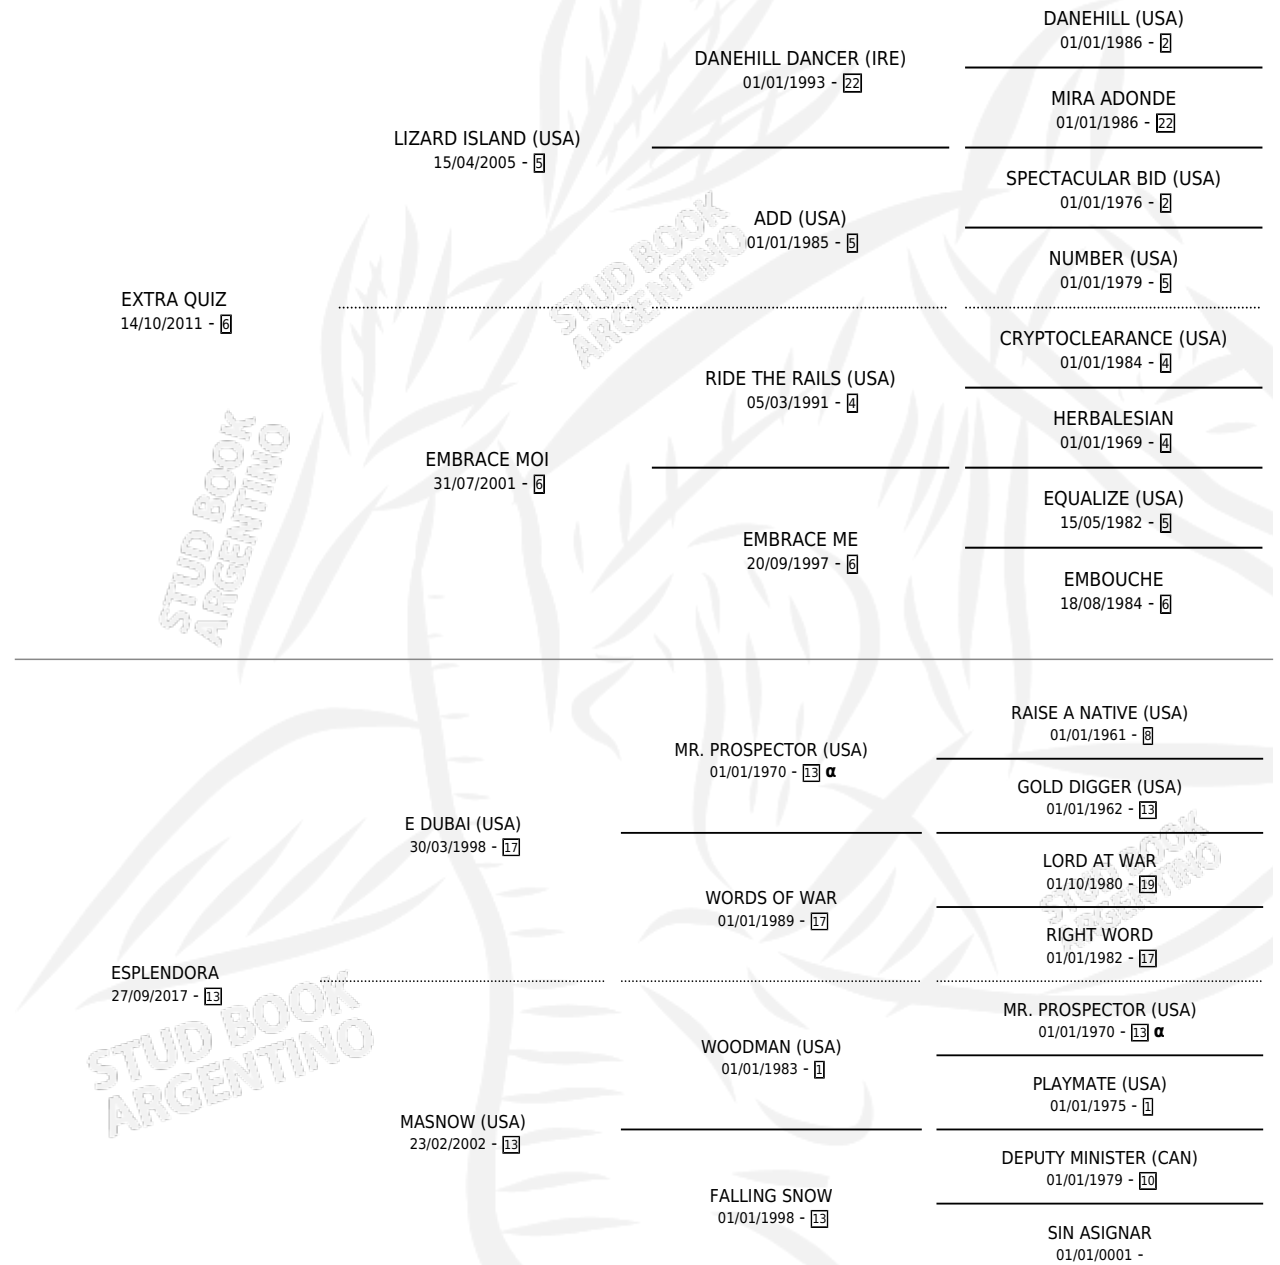 DANEHILL (USA)
01/01/1986 - 2
DANEHILL DANCER (IRE)
01/01/1993 - 22
MIRA ADONDE
01/01/1986 - 22
LIZARD ISLAND (USA)
15/04/2005 - 5
SPECTACULAR BID (USA)
01/01/1976 - 2
ADD (USA)
01/01/1985 - 5
NUMBER (USA)
01/01/1979 - 5
EXTRA QUIZ
14/10/2011 - 6
CRYPTOCLEARANCE (USA)
01/01/1984 - 4
RIDE THE RAILS (USA)
05/03/1991 - 4
HERBALESIAN
01/01/1969 - 4
EMBRACE MOI
31/07/2001 - 6
EQUALIZE (USA)
15/05/1982 - 5
EMBRACE ME
20/09/1997 - 6
EMBOUCHE
18/08/1984 - 6
STUD BOOK
ARGENTINO
STUD BOOK
ARGENTINO
RAISE A NATIVE (USA)
01/01/1961 - 8
MR. PROSPECTOR (USA)
01/01/1970 - 13 α
GOLD DIGGER (USA)
01/01/1962 - 13
E DUBAI (USA)
30/03/1998 - 17
LORD AT WAR
01/10/1980 - 19
WORDS OF WAR
01/01/1989 - 17
RIGHT WORD
01/01/1982 - 17
ESPLENDORA
27/09/2017 - 13
MR. PROSPECTOR (USA)
01/01/1970 - 13 α
WOODMAN (USA)
01/01/1983 - 1
PLAYMATE (USA)
01/01/1975 - 1
MASNOW (USA)
23/02/2002 - 13
DEPUTY MINISTER (CAN)
01/01/1979 - 10
FALLING SNOW
01/01/1998 - 13
SIN ASIGNAR
01/01/0001 -
STUD BOOK
ARGENTINO
STUD BOOK
ARGENTINO